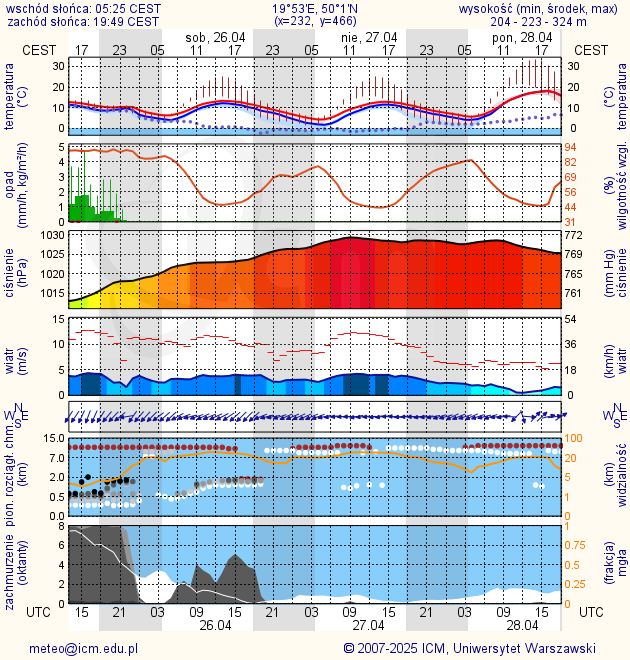 wschód słońca: 05:25 CEST 19°53'E, 50°1'N wysokość (min, środek, max)
zachód słońca: 19:49 CEST (x=232, y=466) 204 - 223 - 324 m
sob, 26.04 nie, 27.04 pon, 28.04
CEST 17 23 05 11 17 23 05 11 17 23 05 11 17 CEST
temperatura (°C)
30 20 10 0
30 20 10 0
temperatura (°C)
opad (mm/h, kg/m²/h)
5 4 3 2 1 0
94 82 69 56 44 31
(%) wilgotność wzgl.
ciśnienie (hPa)
1030 1025 1020 1015
772 769 765 761
(mm Hg) ciśnienie
wiatr (m/s)
15 10 5 0
54 36 18 0
(km/h) wiatr
N W E S
N W E S
pion. rozciągł. chm. (km)
15.0 7.0 2.0 0.5 0.0
100 20 5 1 0
(km) widzialność
zachmurzenie (oktanty)
8 6 4 2 0
1 0.75 0.5 0.25 0
(frakcja) mgła
UTC 15 21 03 09 15 21 03 09 15 21 03 09 15 UTC
26.04 27.04 28.04
meteo@icm.edu.pl © 2007-2025 ICM, Uniwersytet Warszawski